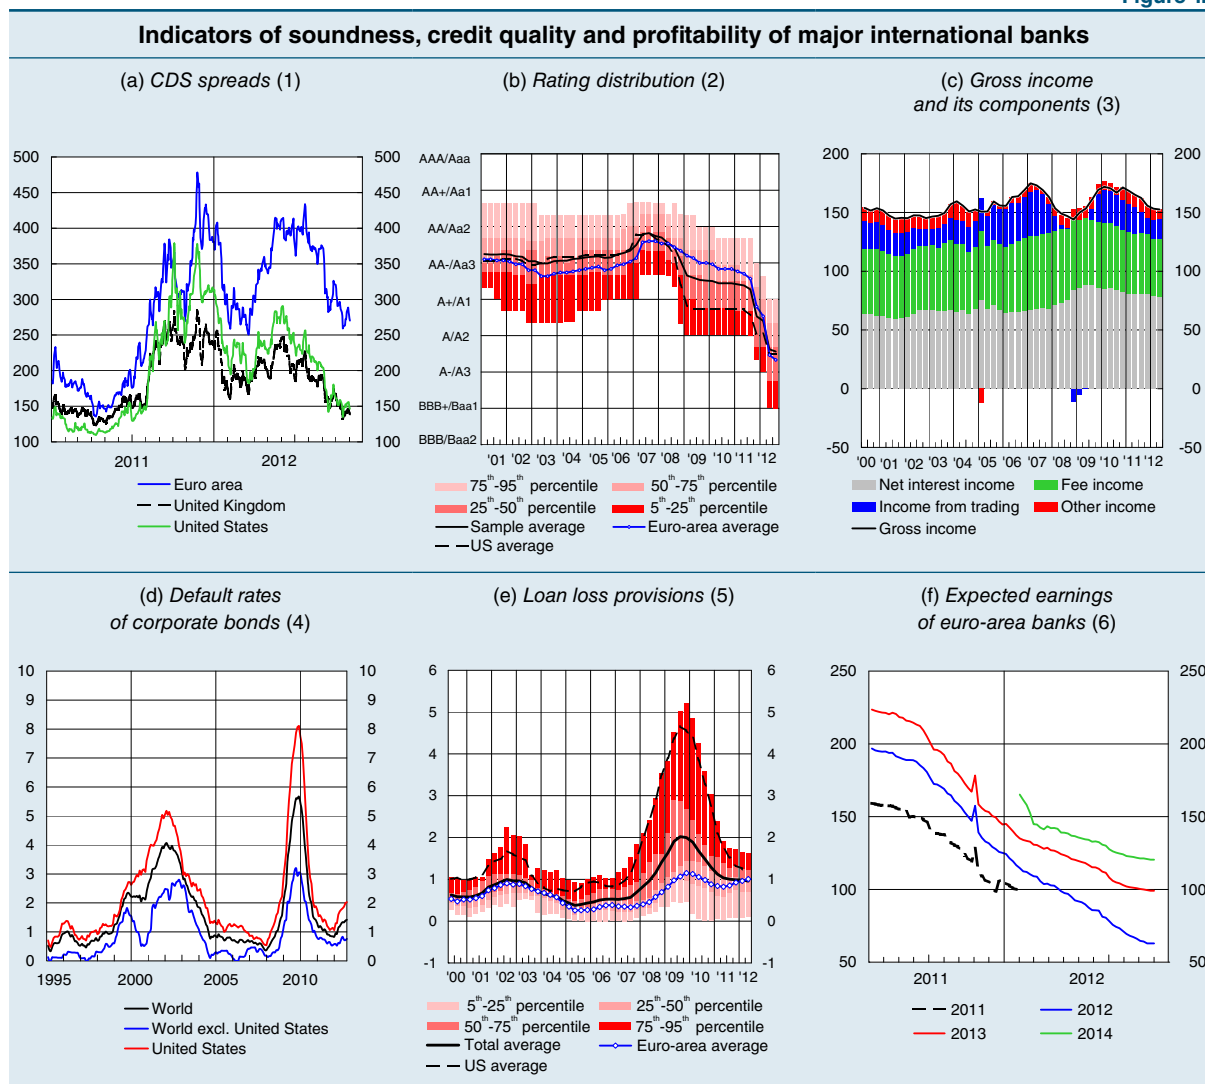 Indicators of soundness, credit quality and profitability of major international banks
(a) CDS spreads (1)
500 500
450 450
400 400
350 350
300 300
250 250
200 200
150 150
100 100
2011 2012
Euro area
United Kingdom
United States
(b) Rating distribution (2)
AAA/Aaa
AA+/Aa1
AA/Aa2
AA-/Aa3
A+/A1
A/A2
A-/A3
BBB+/Baa1
BBB/Baa2
'01 '02 '03 '04 '05 '06 '07 '08 '09 '10 '11 '12
75th-95th percentile 50th-75th percentile
25th-50th percentile 5th-25th percentile
Sample average Euro-area average
US average
(c) Gross income
and its components (3)
200 200
150 150
100 100
50 50
0 0
-50 -50
'00 '01 '02 '03 '04 '05 '06 '07 '08 '09 '10 '11 '12
Net interest income Fee income
Income from trading Other income
Gross income
(d) Default rates
of corporate bonds (4)
10 10
9 9
8 8
7 7
6 6
5 5
4 4
3 3
2 2
1 1
0 0
1995 2000 2005 2010
World
World excl. United States
United States
(e) Loan loss provisions (5)
6 6
5 5
4 4
3 3
2 2
1 1
0 0
-1 -1
'00 '01 '02 '03 '04 '05 '06 '07 '08 '09 '10 '11 '12
5th-25th percentile 25th-50th percentile
50th-75th percentile 75th-95th percentile
Total average Euro-area average
US average
(f) Expected earnings
of euro-area banks (6)
250 250
200 200
150 150
100 100
50 50
2011 2012
2011 2012
2013 2014